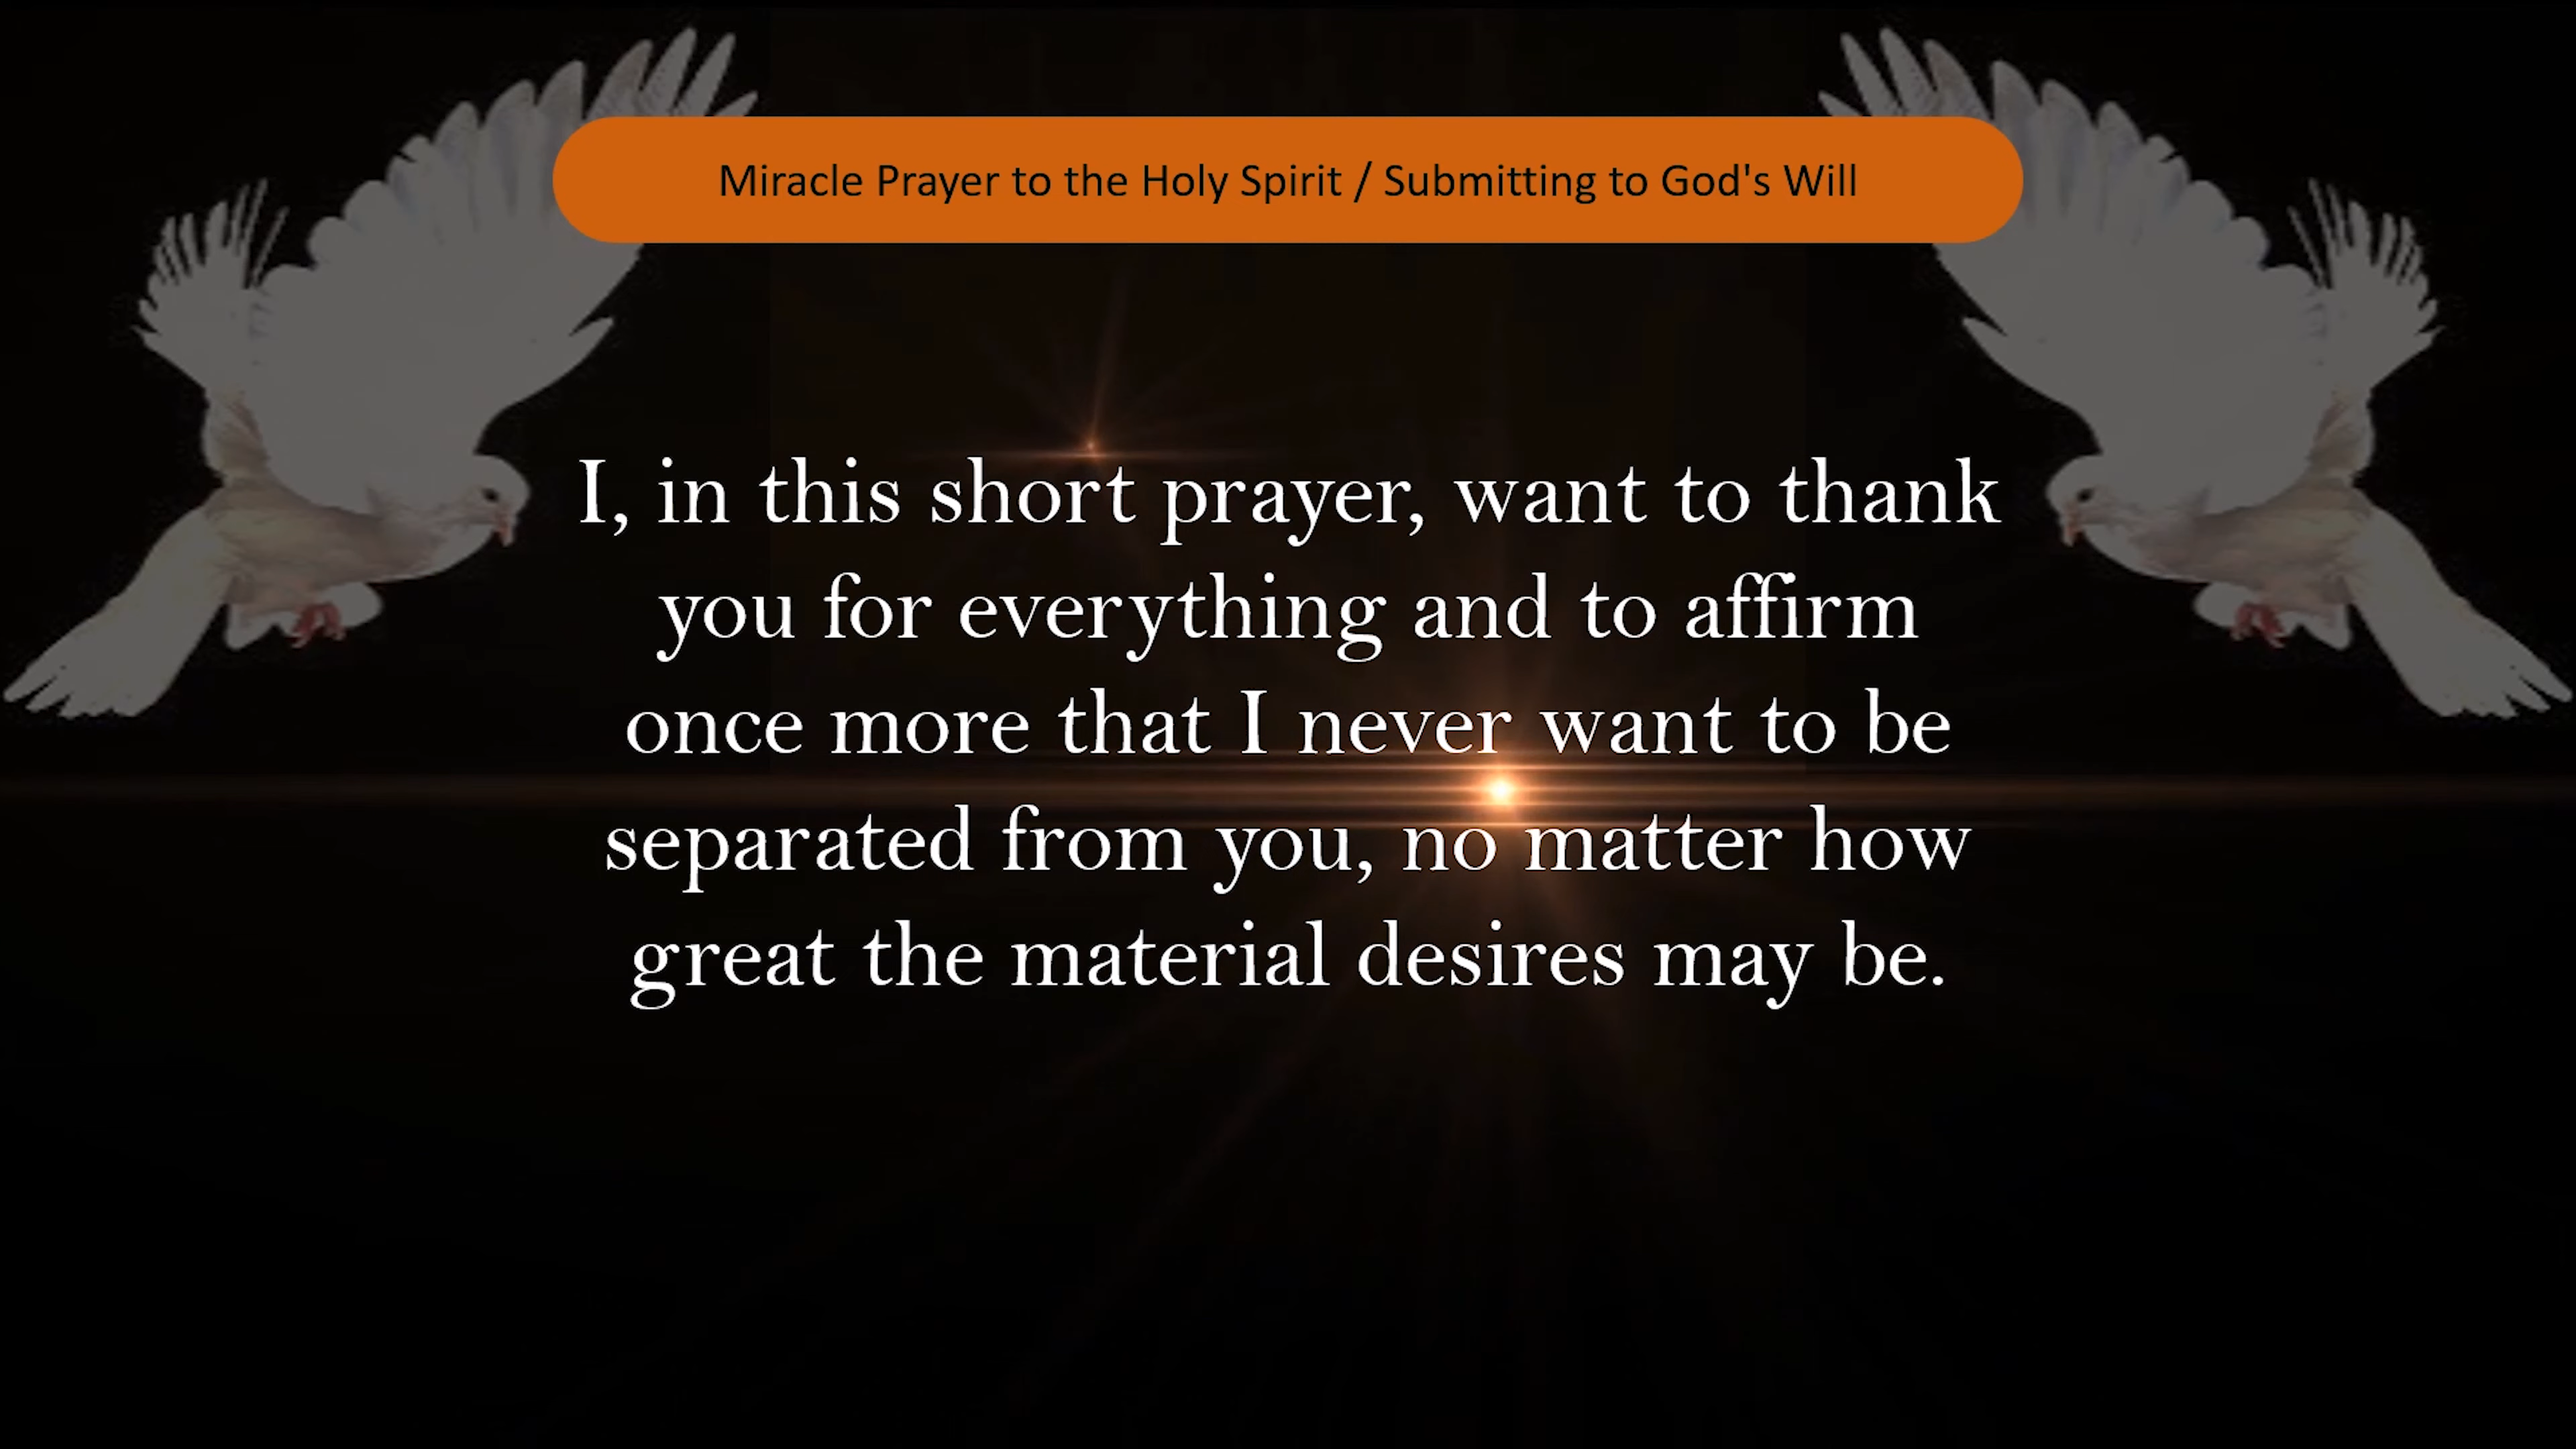 Miracle Prayer to the Holy Spirit / Submitting to God's Will
I, in this short prayer, want to thank
you for everything and to affirm
once more that I never want to be
separated from you, no matter how
great the material desires may be.